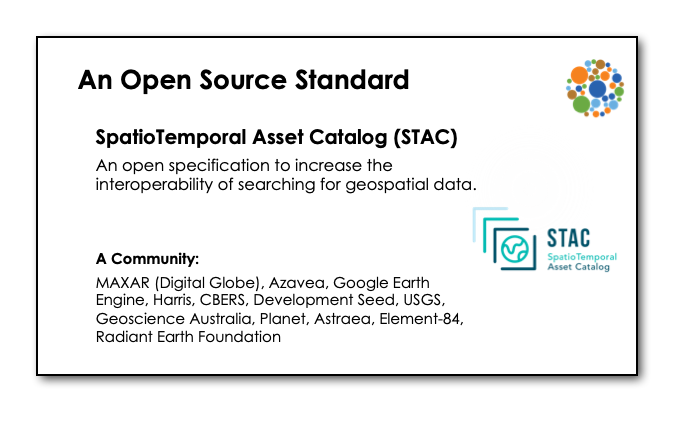 An Open Source Standard
SpatioTemporal Asset Catalog (STAC)
An open specification to increase the
interoperability of searching for geospatial data.
STAC
SpatioTemporal
Asset Catalog
A Community:
MAXAR (Digital Globe), Azavea, Google Earth
Engine, Harris, CBERS, Development Seed, USGS,
Geoscience Australia, Planet, Astraea, Element-84,
Radiant Earth Foundation